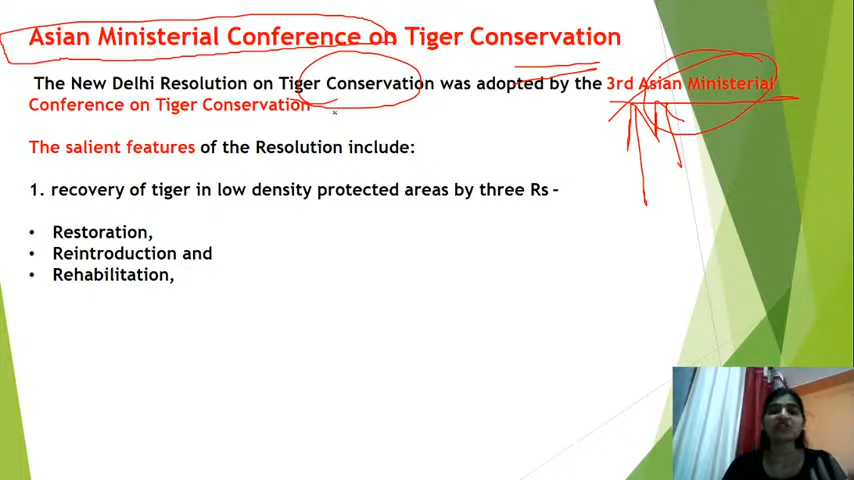 Asian Ministerial Conference on Tiger Conservation
The New Delhi Resolution on Tiger Conservation was adopted by the 3rd Asian Ministerial
Conference on Tiger Conservation
The salient features of the Resolution include:
1. recovery of tiger in low density protected areas by three Rs –
• Restoration,
• Reintroduction and
• Rehabilitation,